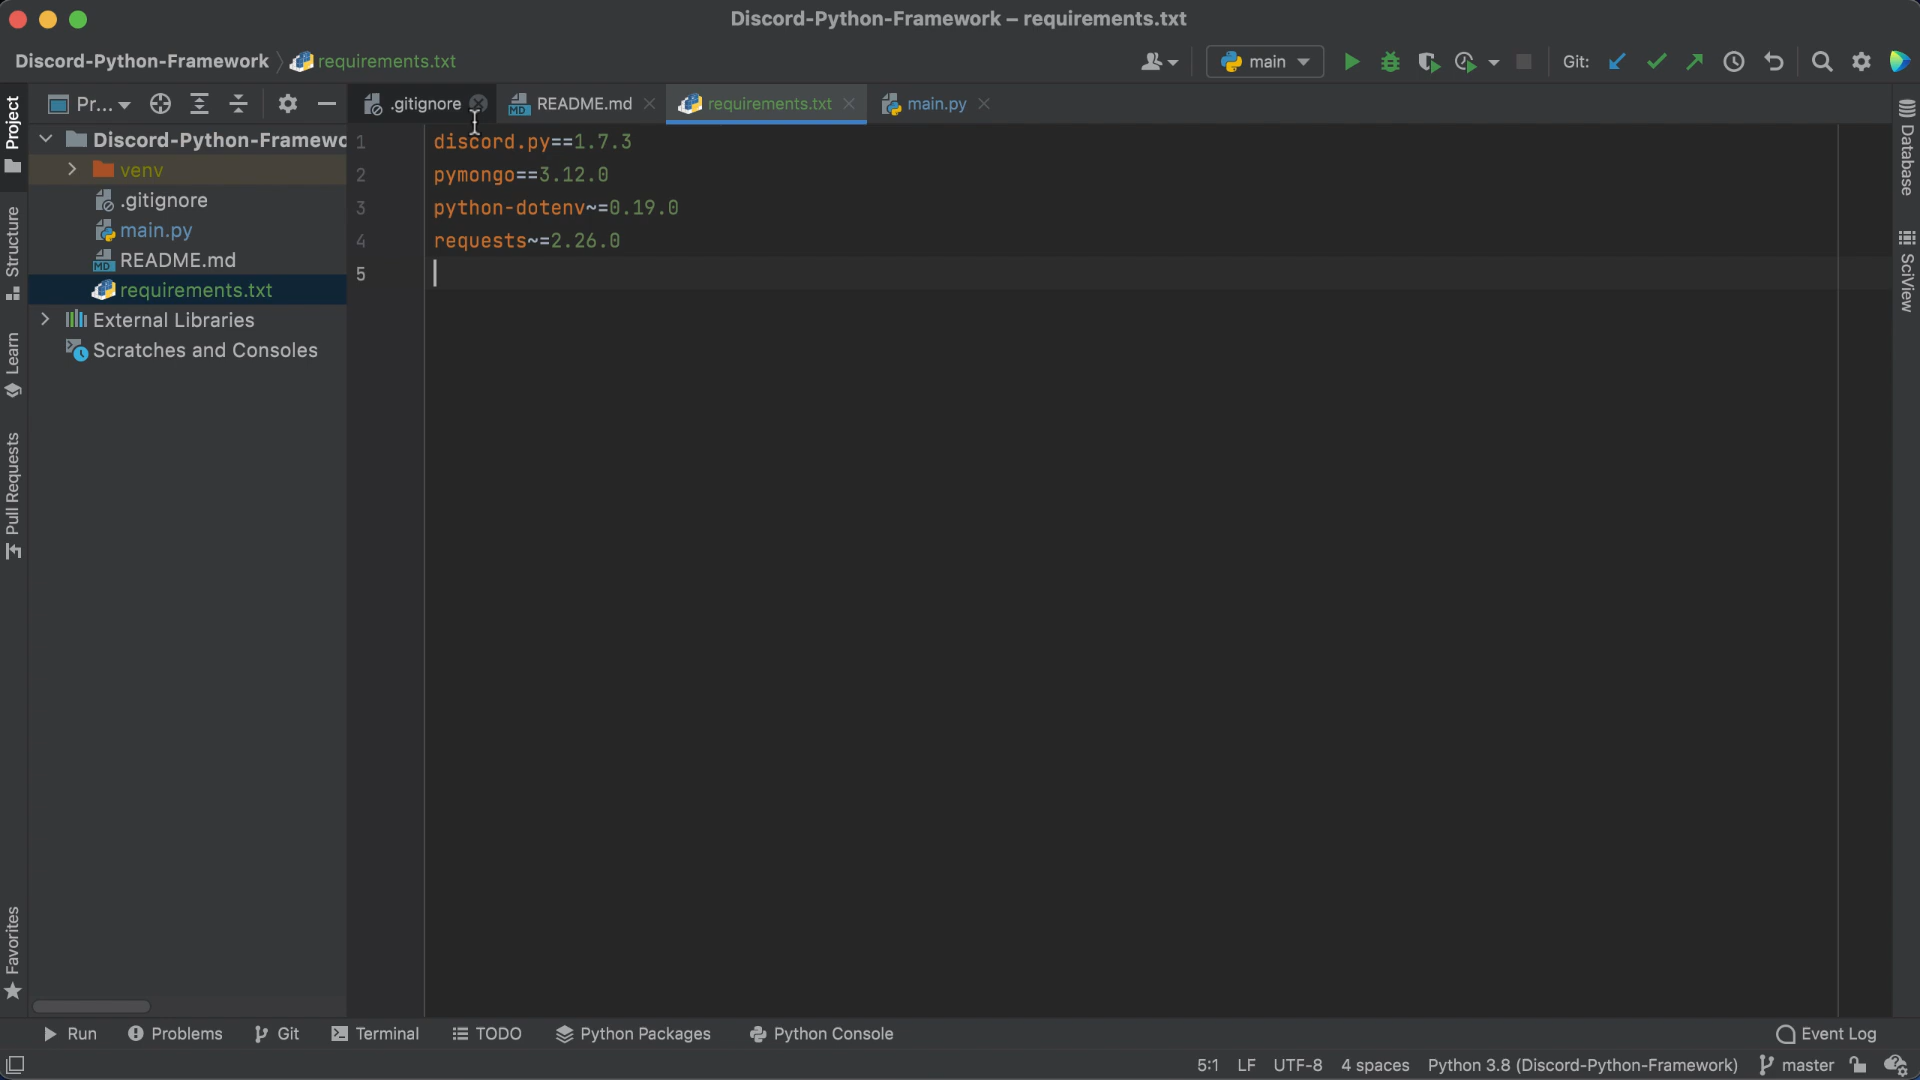 Discord-Python-Framework – requirements.txt
Discord-Python-Framework requirements.txt
main
Git:
Project
Pr...
.gitignore
README.md
requirements.txt
main.py
Discord-Python-Framewo
venv
.gitignore
main.py
README.md
requirements.txt
External Libraries
Scratches and Consoles
1 discord.py==1.7.3
2 pymongo==3.12.0
3 python-dotenv~=0.19.0
4 requests~=2.26.0
5
Structure
Learn
Pull Requests
Favorites
Database
SciView
Run
Problems
Git
Terminal
TODO
Python Packages
Python Console
Event Log
5:1 LF UTF-8 4 spaces Python 3.8 (Discord-Python-Framework) master